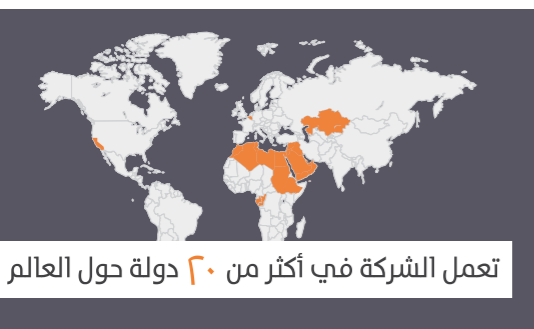 تعمل الشركة في أكثر من ٢٠ دولة حول العالم